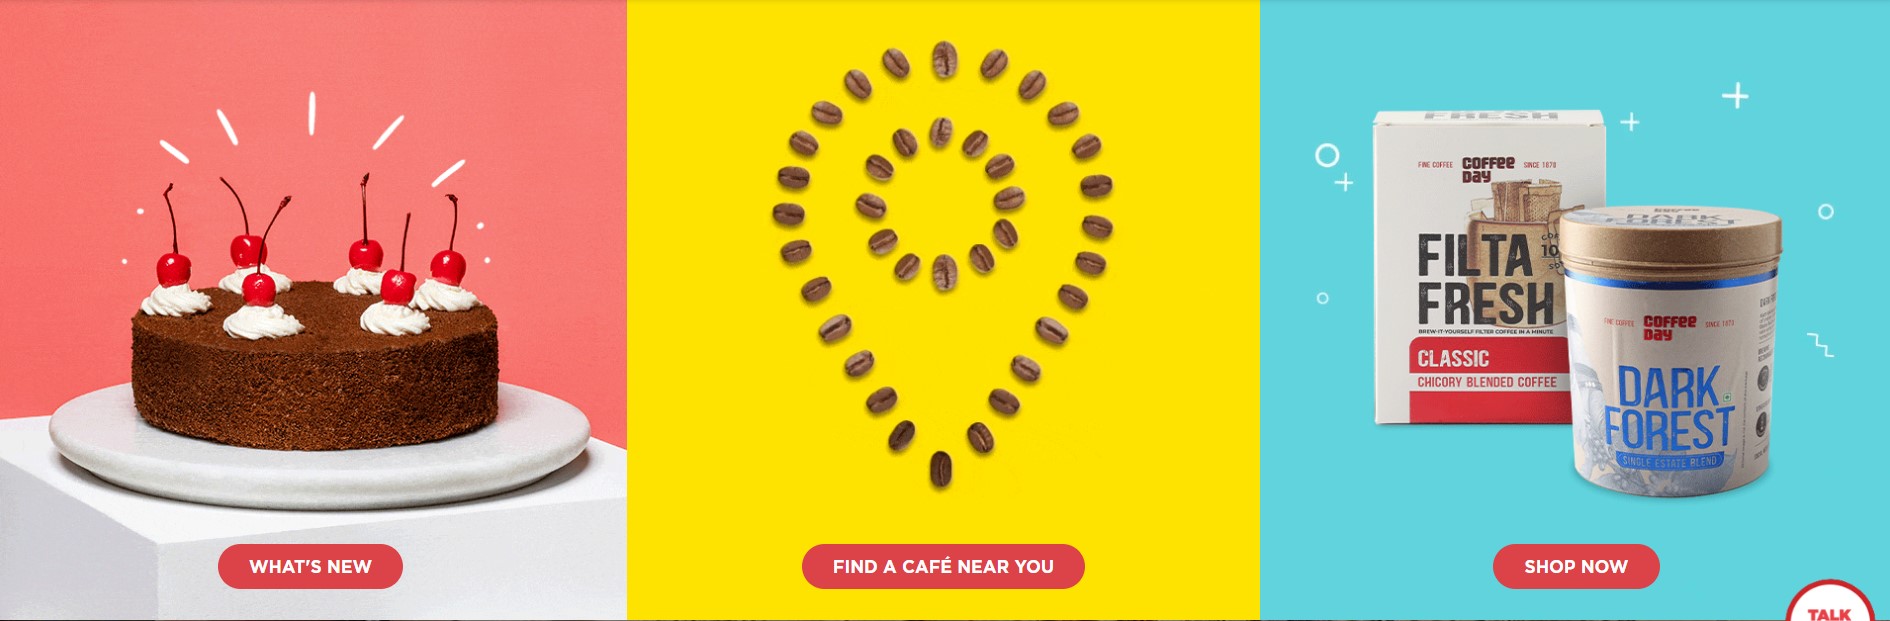 WHAT'S NEW
FIND A CAFÉ NEAR YOU
FRESH
FINE COFFEE
COFFEE
DAY
SINCE 1870
FILTA
FRESH
BREW-IT-YOURSELF FILTER COFFEE IN A MINUTE
CLASSIC
CHICORY BLENDED COFFEE
DARK
FOREST
FINE COFFEE
COFFEE
DAY
SINCE 1870
DARK
FOREST
SINGLE ESTATE BLEND
SHOP NOW
TALK